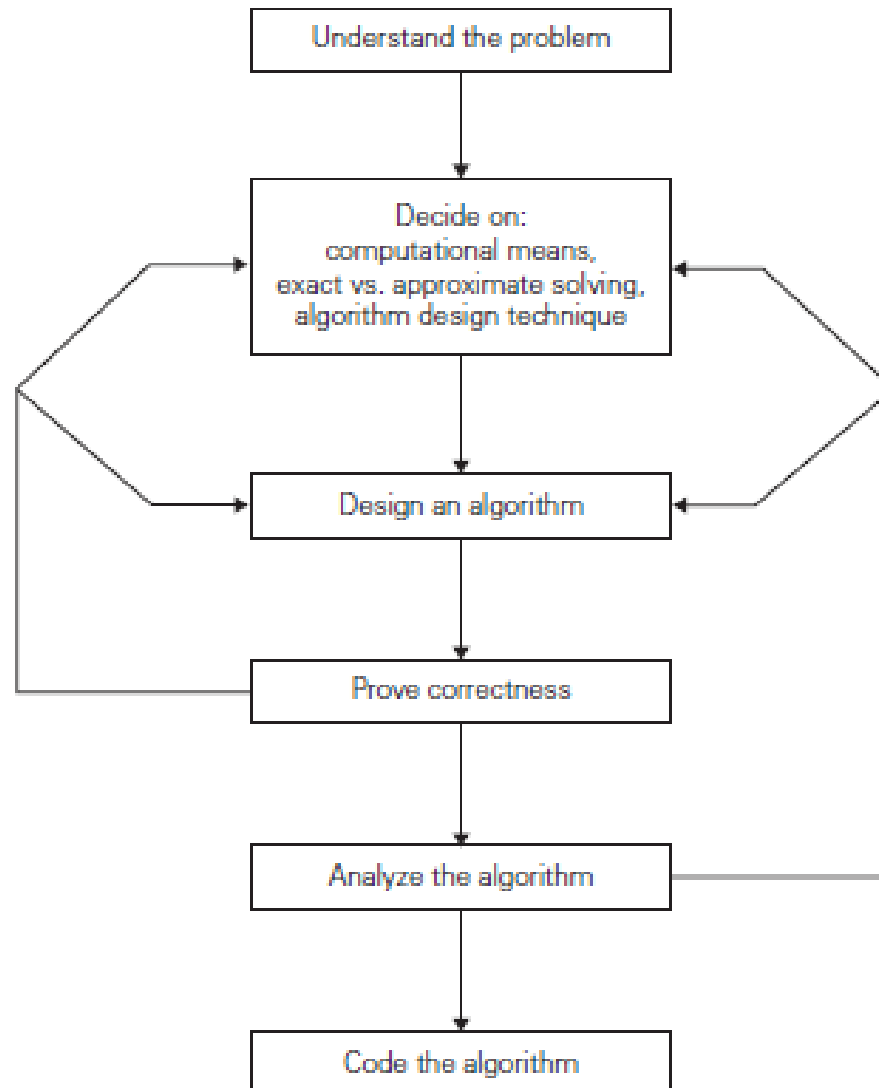 Understand the problem
Decide on:
computational means,
exact vs. approximate solving,
algorithm design technique
Design an algorithm
Prove correctness
Analyze the algorithm
Code the algorithm